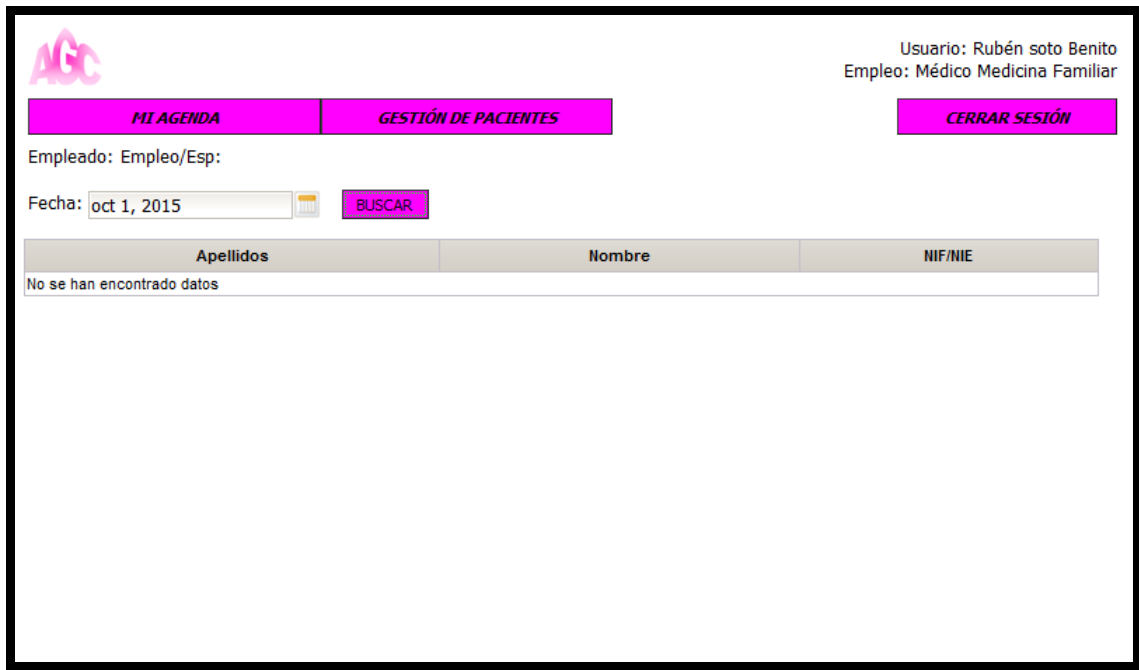 AGC
Usuario: Rubén soto Benito
Empleo: Médico Medicina Familiar
MI AGENDA GESTIÓN DE PACIENTES CERRAR SESIÓN
Empleado: Empleo/Esp:
Fecha: oct 1, 2015 BUSCAR
Apellidos Nombre NIF/NIE
No se han encontrado datos